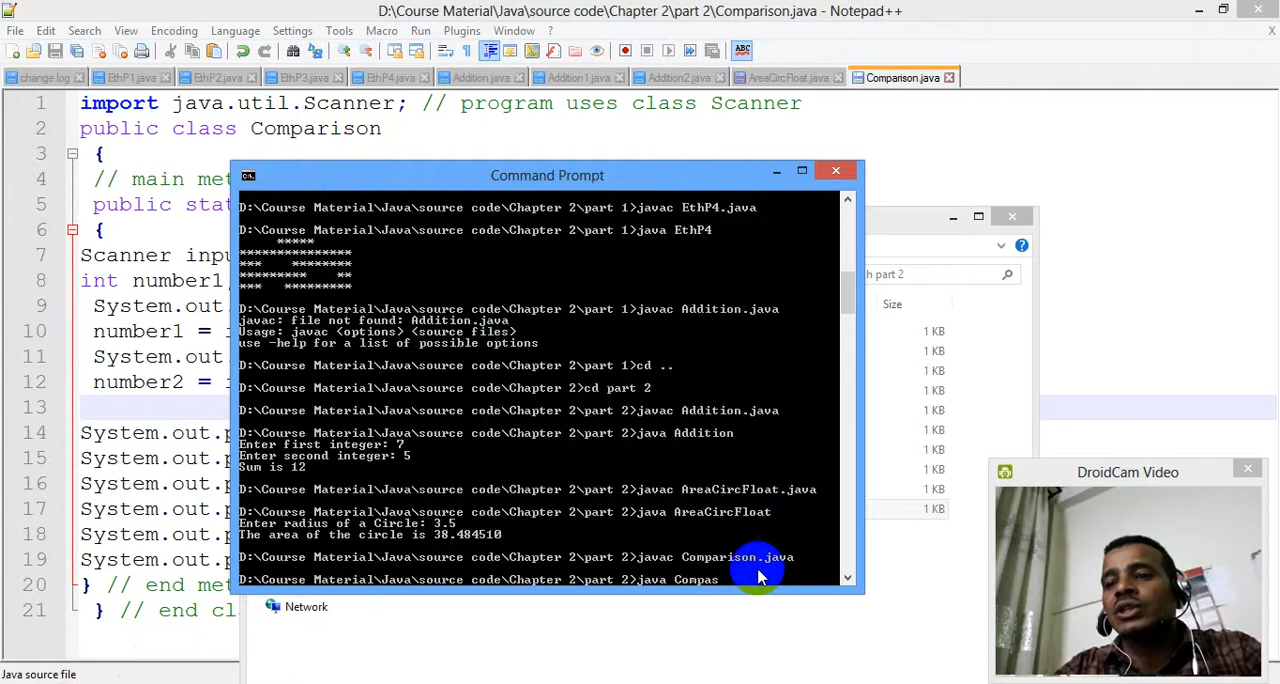 D:\Course Material\Java\source code\Chapter 2\part 2\Comparison.java - Notepad++
File Edit Search View Encoding Language Settings Tools Macro Run Plugins Window ? X
change.log EthP1.java EthP2.java EthP3.java EthP4.java Addition.java Addition1.java Addition2.java AreaCircFloat.java Comparison.java
1 import java.util.Scanner; // program uses class Scanner
2 public class Comparison
3 {
4 // main met
5 public stat
6 {
7 Scanner inpu
8 int number1,
9 System.out.
10 number1 = i
11 System.out.
12 number2 = i
13
14 System.out.p
15 System.out.p
16 System.out.p
17 System.out.p
18 System.out.p
19 System.out.p
20 } // end me
21 } // end cl
Java source file
Command Prompt
D:\Course Material\Java\source code\Chapter 2\part 1>javac EthP4.java
D:\Course Material\Java\source code\Chapter 2\part 1>java EthP4
*****
***************
***     ********
*********     **
***    *********
D:\Course Material\Java\source code\Chapter 2\part 1>javac Addition.java
javac: file not found: Addition.java
Usage: javac <options> <source files>
use -help for a list of possible options
D:\Course Material\Java\source code\Chapter 2\part 1>cd ..
D:\Course Material\Java\source code\Chapter 2>cd part 2
D:\Course Material\Java\source code\Chapter 2\part 2>javac Addition.java
D:\Course Material\Java\source code\Chapter 2\part 2>java Addition
Enter first integer: 7
Enter second integer: 5
Sum is 12
D:\Course Material\Java\source code\Chapter 2\part 2>javac AreaCircFloat.java
D:\Course Material\Java\source code\Chapter 2\part 2>java AreaCircFloat
Enter radius of a Circle: 3.5
The area of the circle is 38.484510
D:\Course Material\Java\source code\Chapter 2\part 2>javac Comparison.java
D:\Course Material\Java\source code\Chapter 2\part 2>java Compas
ch part 2
Size
1 KB
1 KB
1 KB
1 KB
1 KB
1 KB
1 KB
1 KB
Network
DroidCam Video